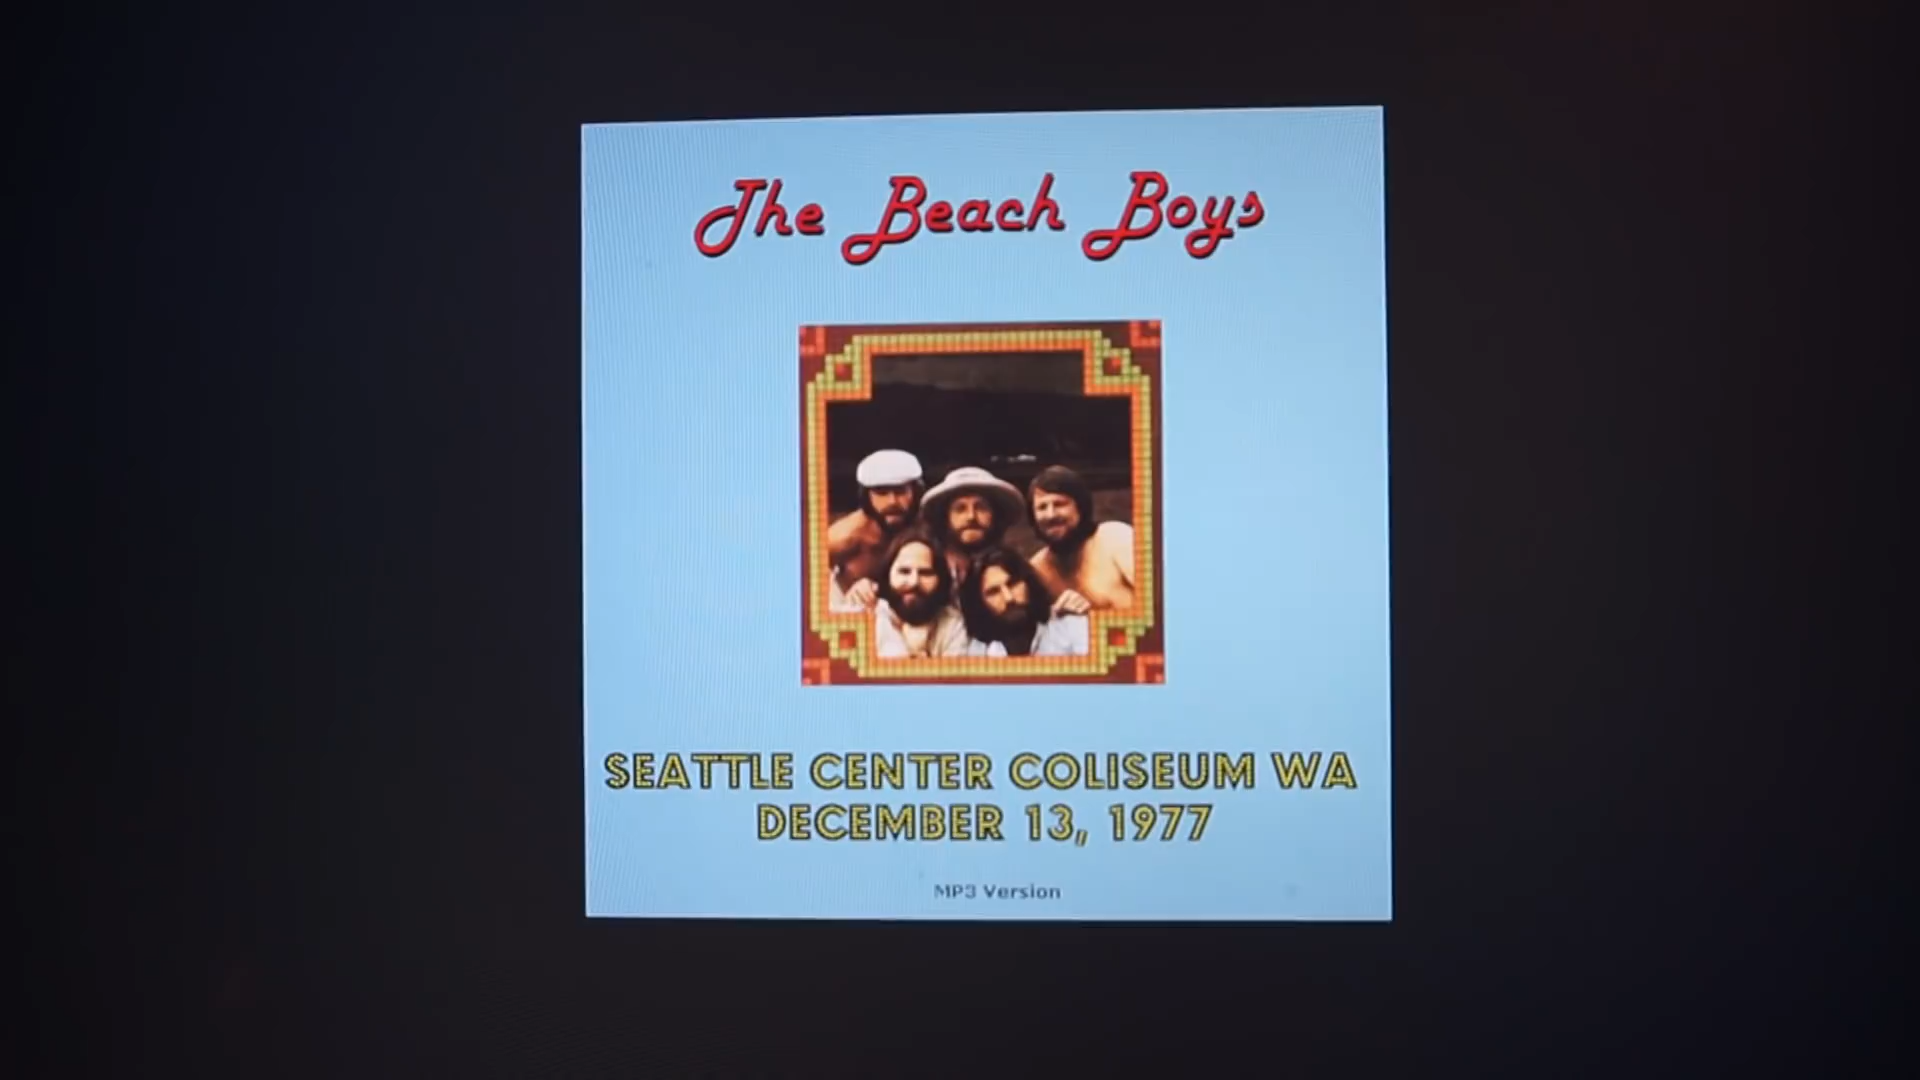 The Beach Boys
SEATTLE CENTER COLISEUM WA
DECEMBER 13, 1977
MP3 Version